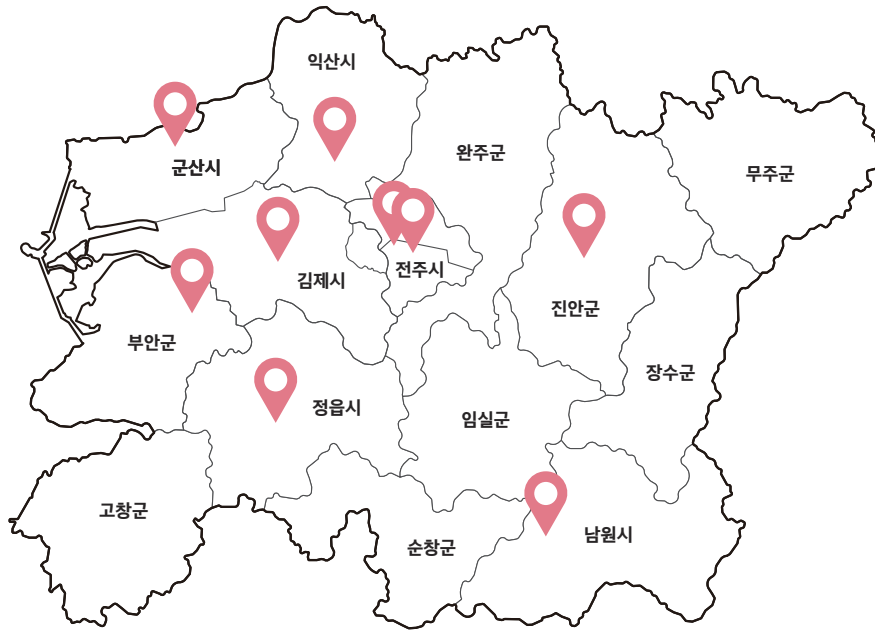 익산시
완주군
군산시
무주군
전주시
김제시
진안군
부안군
장수군
정읍시
임실군
고창군
남원시
순창군